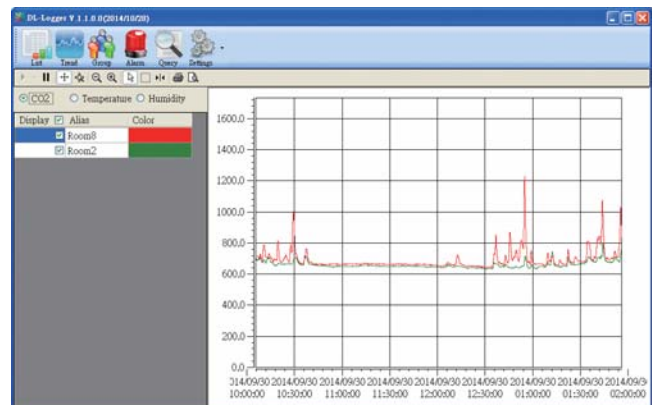 DL-Logger V 1.1.0.0(2014/10/20)
List Trend Group Alarm Query Settings
CO2 Temperature Humidity
Display Alias Color
Room8
Room2
1600.0
1400.0
1200.0
1000.0
800.0
600.0
400.0
200.0
0.0
014/09/30 2014/09/30 2014/09/30 2014/09/30 2014/09/30 2014/09/30 2014/09/30 2014/09/30 2014/09/30
10:00:00 10:30:00 11:00:00 11:30:00 12:00:00 12:30:00 01:00:00 01:30:00 02:00:00